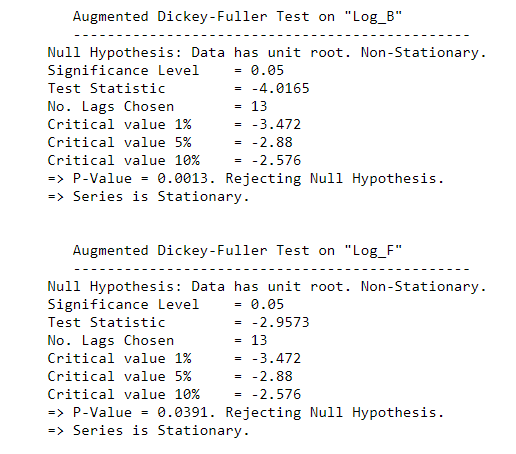 Augmented Dickey-Fuller Test on "Log_B"
-----------------------------------------------
Null Hypothesis: Data has unit root. Non-Stationary.
Significance Level    = 0.05
Test Statistic        = -4.0165
No. Lags Chosen       = 13
Critical value 1%     = -3.472
Critical value 5%     = -2.88
Critical value 10%    = -2.576
=> P-Value = 0.0013. Rejecting Null Hypothesis.
=> Series is Stationary.
Augmented Dickey-Fuller Test on "Log_F"
-----------------------------------------------
Null Hypothesis: Data has unit root. Non-Stationary.
Significance Level    = 0.05
Test Statistic        = -2.9573
No. Lags Chosen       = 13
Critical value 1%     = -3.472
Critical value 5%     = -2.88
Critical value 10%    = -2.576
=> P-Value = 0.0391. Rejecting Null Hypothesis.
=> Series is Stationary.